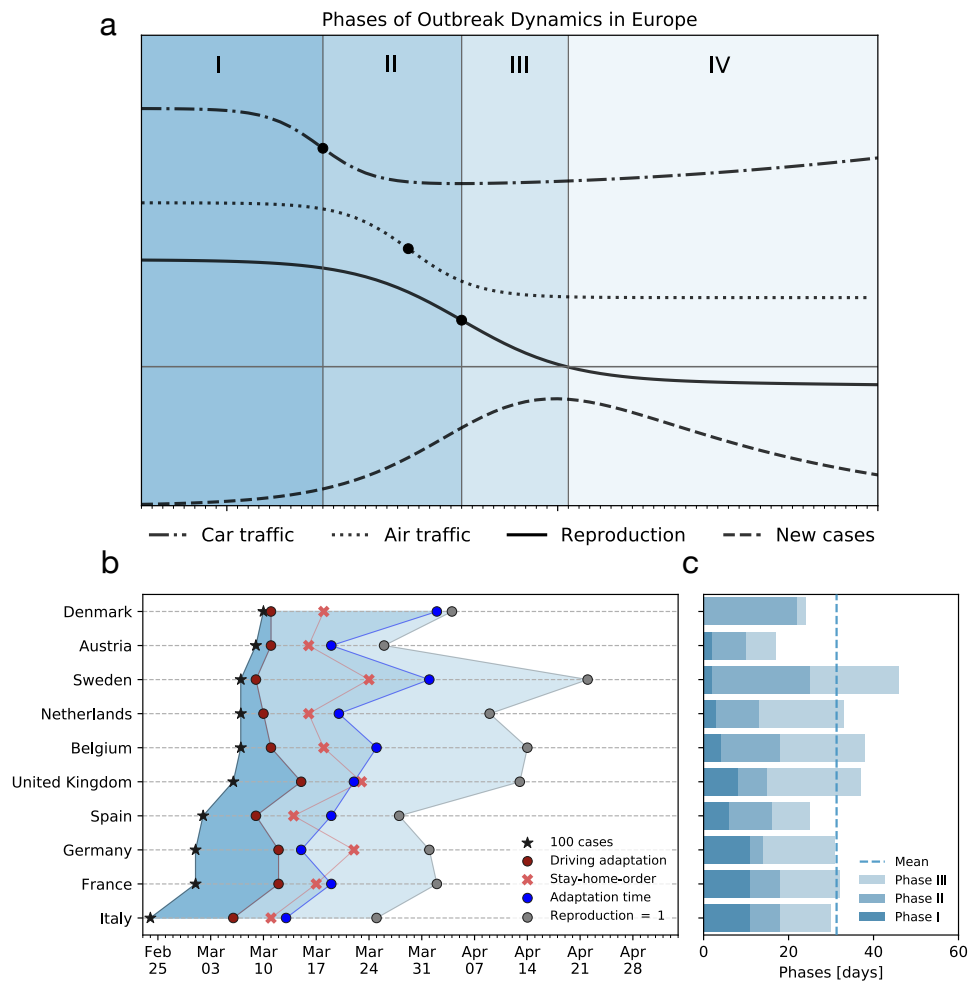 a
Phases of Outbreak Dynamics in Europe
I II III IV
Car traffic Air traffic Reproduction New cases
b
c
Denmark
Austria
Sweden
Netherlands
Belgium
United Kingdom
Spain
Germany
France
Italy
100 cases
Driving adaptation
Stay-home-order
Adaptation time
Reproduction = 1
Feb 25
Mar 03
Mar 10
Mar 17
Mar 24
Mar 31
Apr 07
Apr 14
Apr 21
Apr 28
Mean
Phase III
Phase II
Phase I
0 20 40 60
Phases [days]